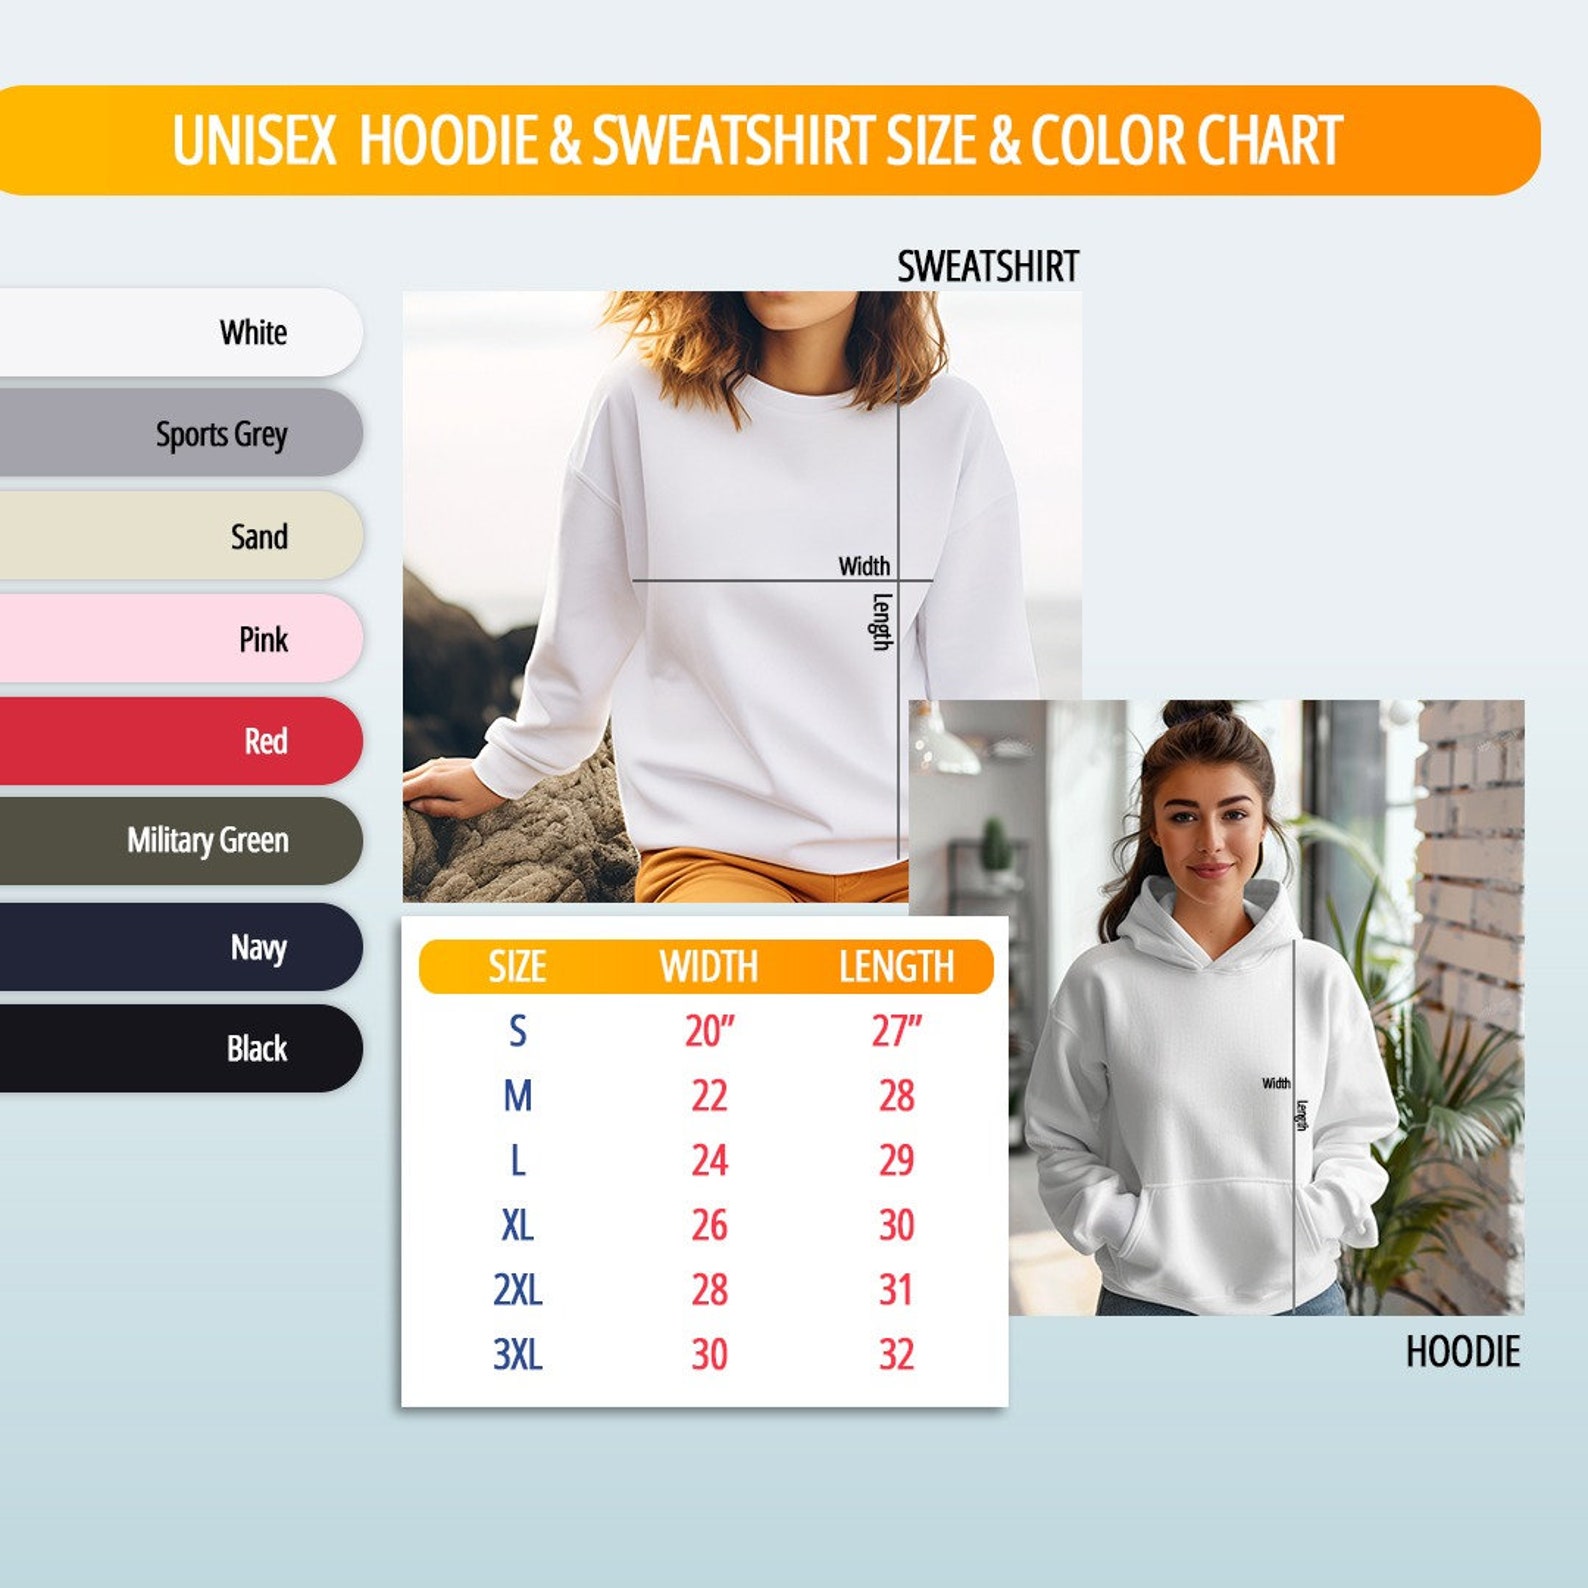 UNISEX HOODIE & SWEATSHIRT SIZE & COLOR CHART
SWEATSHIRT
White
Sports Grey
Sand
Pink
Red
Military Green
Navy
Black
Width
Length
SIZE WIDTH LENGTH
S 20” 27”
M 22 28
L 24 29
XL 26 30
2XL 28 31
3XL 30 32
Width
Length
HOODIE